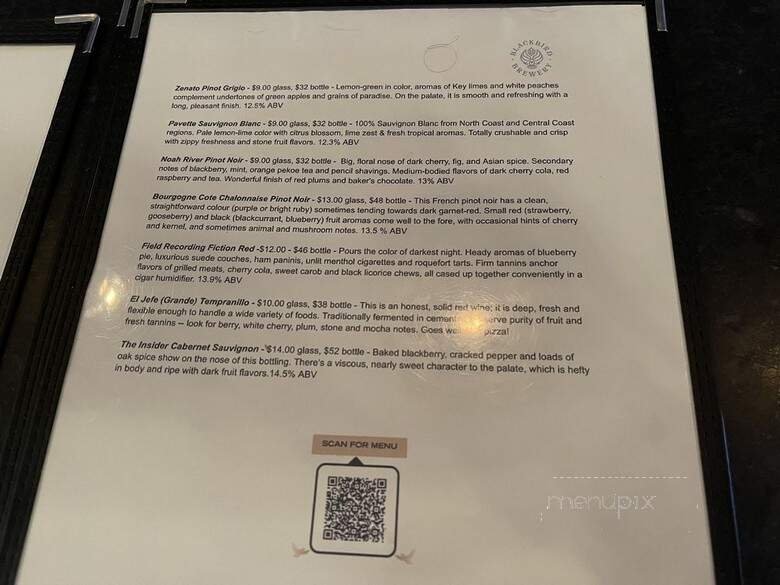 BLACKBIRD
BREWERY
Zenato Pinot Grigio - $9.00 glass, $32 bottle - Lemon-green in color, aromas of Key limes and white peaches
complement undertones of green apples and grains of paradise. On the palate, it is smooth and refreshing with a
long, pleasant finish. 12.5% ABV
Pavette Sauvignon Blanc - $9.00 glass, $32 bottle - 100% Sauvignon Blanc from North Coast and Central Coast
regions. Pale lemon-lime color with citrus blossom, lime zest & fresh tropical aromas. Totally crushable and crisp
with zippy freshness and stone fruit flavors. 12.3% ABV
Noah River Pinot Noir - $9.00 glass, $32 bottle - Big, floral nose of dark cherry, fig, and Asian spice. Secondary
notes of blackberry, mint, orange pekoe tea and pencil shavings. Medium-bodied flavors of dark cherry cola, red
raspberry and tea. Wonderful finish of red plums and baker's chocolate. 13% ABV
Bourgogne Cote Chalonnaise Pinot Noir - $13.00 glass, $48 bottle - This French pinot noir has a clean,
straightforward colour (purple or bright ruby) sometimes tending towards dark garnet-red. Small red (strawberry,
gooseberry) and black (blackcurrant, blueberry) fruit aromas come well to the fore, with occasional hints of cherry
and kernel, and sometimes animal and mushroom notes. 13.5 % ABV
Field Recording Fiction Red -$12.00 - $46 bottle - Pours the color of darkest night. Heady aromas of blueberry
pie, luxurious suede couches, ham paninis, unlit menthol cigarettes and roquefort tarts. Firm tannins anchor
flavors of grilled meats, cherry cola, sweet carob and black licorice chews, all cased up together conveniently in a
cigar humidifier. 13.9% ABV
El Jefe (Grande) Tempranillo - $10.00 glass, $38 bottle - This is an honest, solid red wine; it is deep, fresh and
flexible enough to handle a wide variety of foods. Traditionally fermented in purity of fruit and
fresh tannins – look for berry, white cherry, plum, stone and mocha notes. Goes pizza!
The Insider Cabernet Sauvignon - $14.00 glass, $52 bottle - Baked blackberry, cracked pepper and loads of
oak spice show on the nose of this bottling. There's a viscous, nearly sweet character to the palate, which is hefty
in body and ripe with dark fruit flavors.14.5% ABV
SCAN FOR MENU
menupix